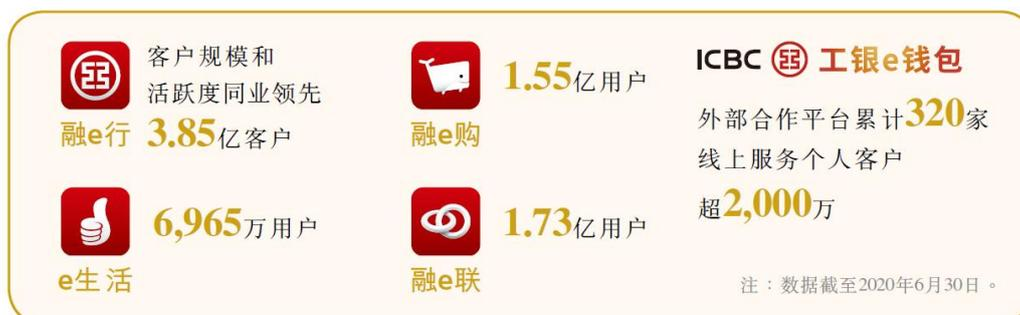 客户规模和
活跃度同业领先
融e行 3.85亿客户
1.55亿用户
融e购
6,965万用户
e生活
1.73亿用户
融e联
ICBC 工银e钱包
外部合作平台累计320家
线上服务个人客户
超2,000万
注：数据截至2020年6月30日。